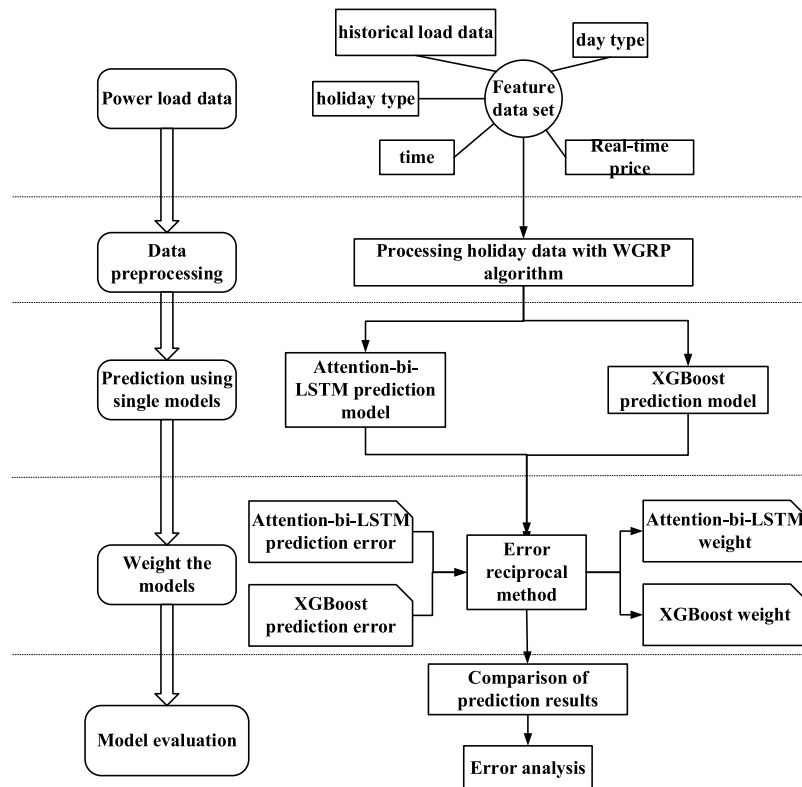 historical load data
day type
Power load data
holiday type
Feature
data set
time
Real-time
price
Data
preprocessing
Processing holiday data with WGRP
algorithm
Prediction using
single models
Attention-bi-
LSTM prediction
model
XGBoost
prediction model
Weight the
models
Attention-bi-LSTM
prediction error
XGBoost
prediction error
Error
reciprocal
method
Attention-bi-LSTM
weight
XGBoost weight
Model evaluation
Comparison of
prediction results
Error analysis